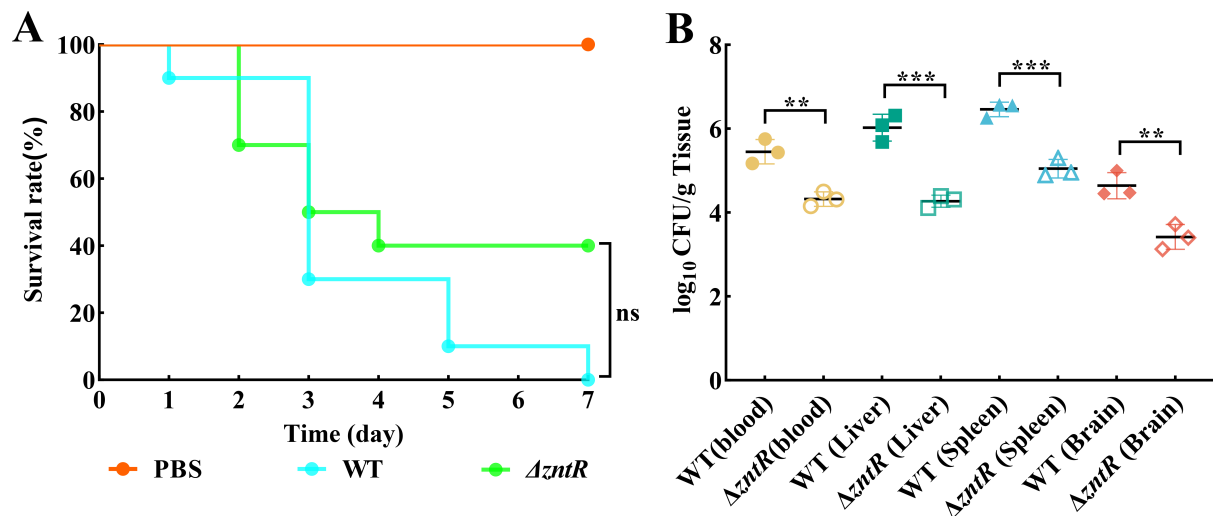 A
Survival rate(%)
100
80
60
40
20
0
0 1 2 3 4 5 6 7
Time (day)
ns
PBS WT ΔzntR
B
log10 CFU/g Tissue
8
6
4
2
0
** *** *** **
WT(blood)
ΔzntR(blood)
WT (Liver)
ΔzntR (Liver)
WT (Spleen)
ΔzntR (Spleen)
WT (Brain)
ΔzntR (Brain)